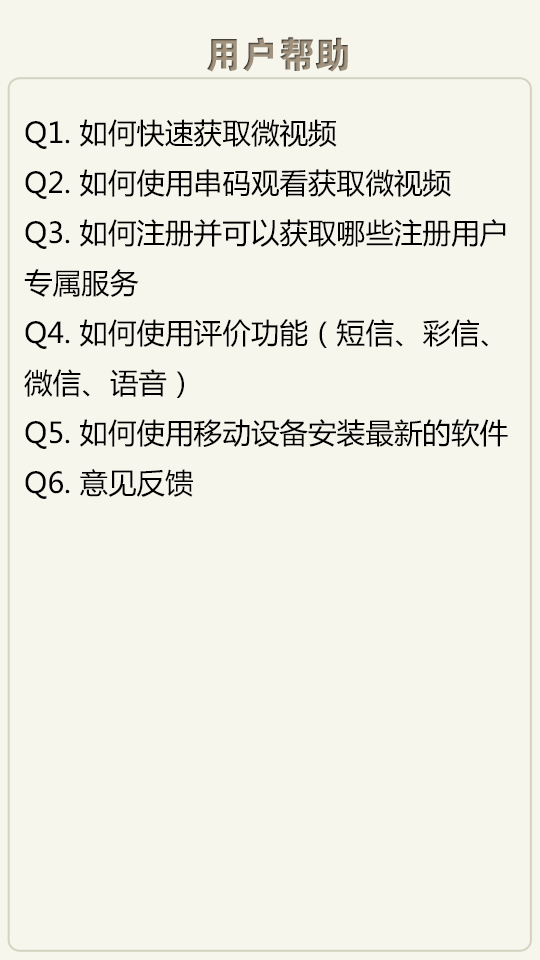 用户帮助
Q1. 如何快速获取微视频
Q2. 如何使用串码观看获取微视频
Q3. 如何注册并可以获取哪些注册用户
专属服务
Q4. 如何使用评价功能（短信、彩信、
微信、语音）
Q5. 如何使用移动设备安装最新的软件
Q6. 意见反馈